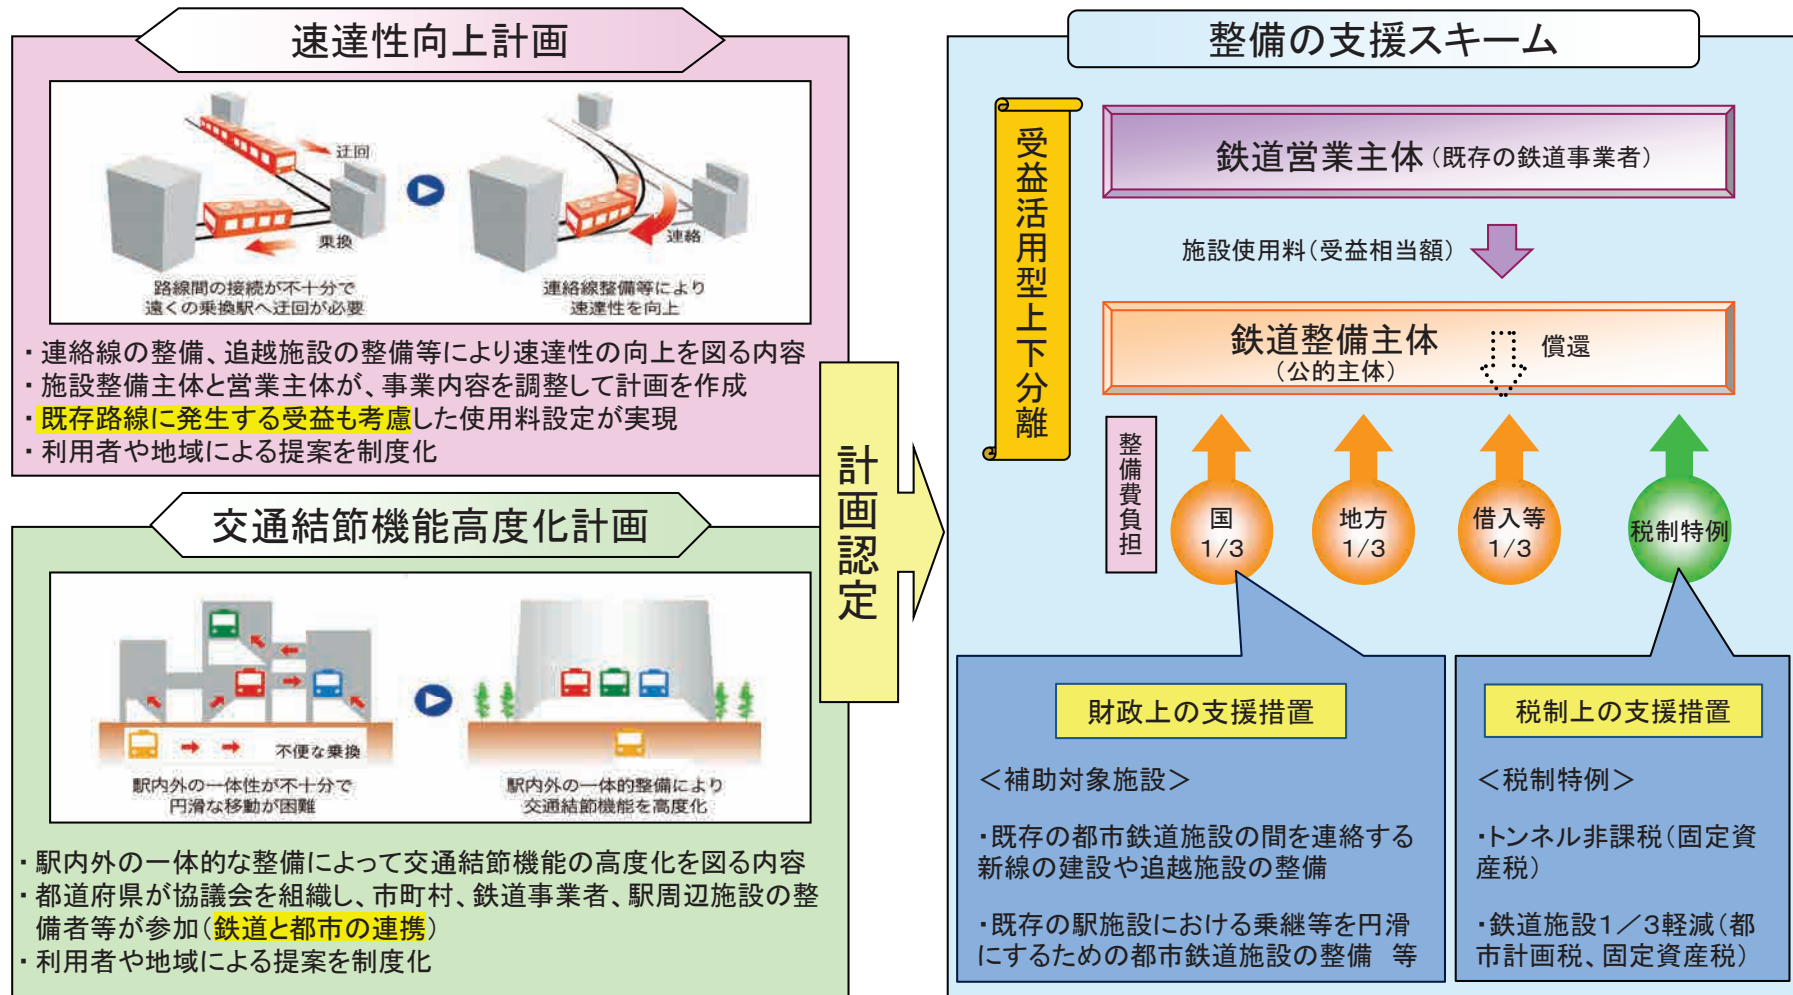 速達性向上計画
迂回
乗換
路線間の接続が不十分で
遠くの乗換駅へ迂回が必要
連絡
連絡線整備等により
速達性を向上
・連絡線の整備、追越施設の整備等により速達性の向上を図る内容
・施設整備主体と営業主体が、事業内容を調整して計画を作成
・既存路線に発生する受益も考慮した使用料設定が実現
・利用者や地域による提案を制度化
交通結節機能高度化計画
不便な乗換
駅内外の一体性が不十分で
円滑な移動が困難
駅内外の一体的整備により
交通結節機能を高度化
・駅内外の一体的な整備によって交通結節機能の高度化を図る内容
・都道府県が協議会を組織し、市町村、鉄道事業者、駅周辺施設の整
備者等が参加(鉄道と都市の連携)
・利用者や地域による提案を制度化
計画認定
整備の支援スキーム
受益活用型上下分離
鉄道営業主体(既存の鉄道事業者)
施設使用料(受益相当額)
鉄道整備主体
(公的主体)
償還
整備費負担
国
1/3
地方
1/3
借入等
1/3
税制特例
財政上の支援措置
<補助対象施設>
・既存の都市鉄道施設の間を連絡する
新線の建設や追越施設の整備
・既存の駅施設における乗継等を円滑
にするための都市鉄道施設の整備 等
税制上の支援措置
<税制特例>
・トンネル非課税(固定資
産税)
・鉄道施設1/3軽減(都
市計画税、固定資産税)